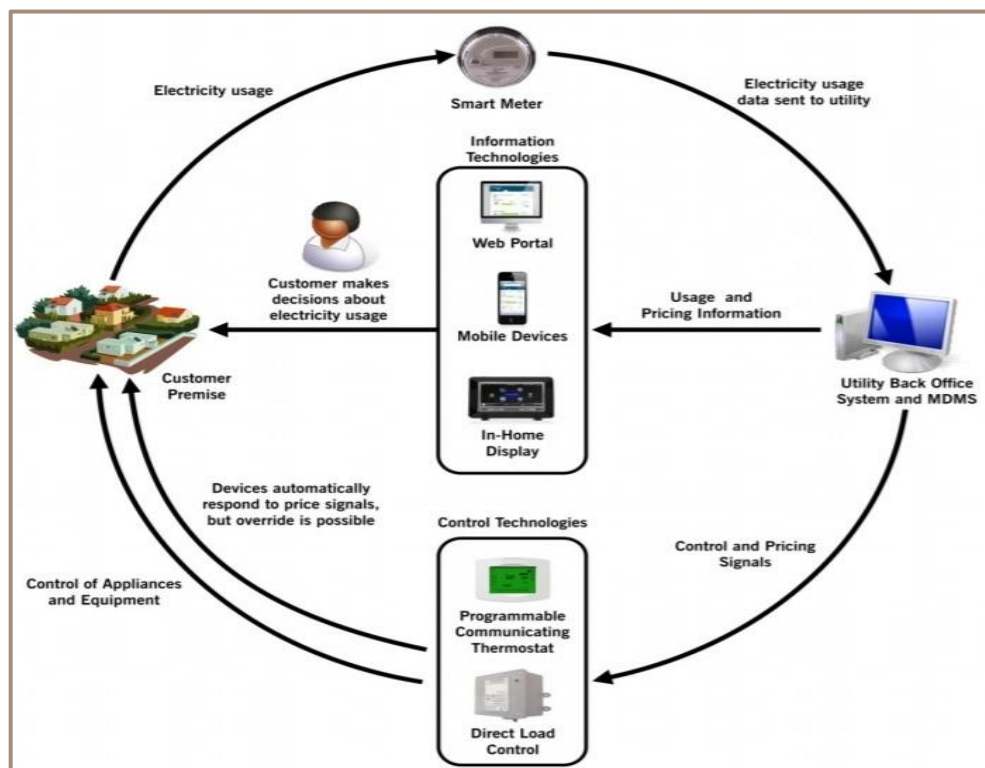 Electricity usage
Smart Meter
Electricity usage
data sent to utility
Information
Technologies
Web Portal
Customer makes
decisions about
electricity usage
Mobile Devices
Usage and
Pricing Information
Customer
Premise
In-Home
Display
Utility Back Office
System and MDMS
Devices automatically
respond to price signals,
but override is possible
Control Technologies
Control and Pricing
Signals
Control of Appliances
and Equipment
Programmable
Communicating
Thermostat
Direct Load
Control